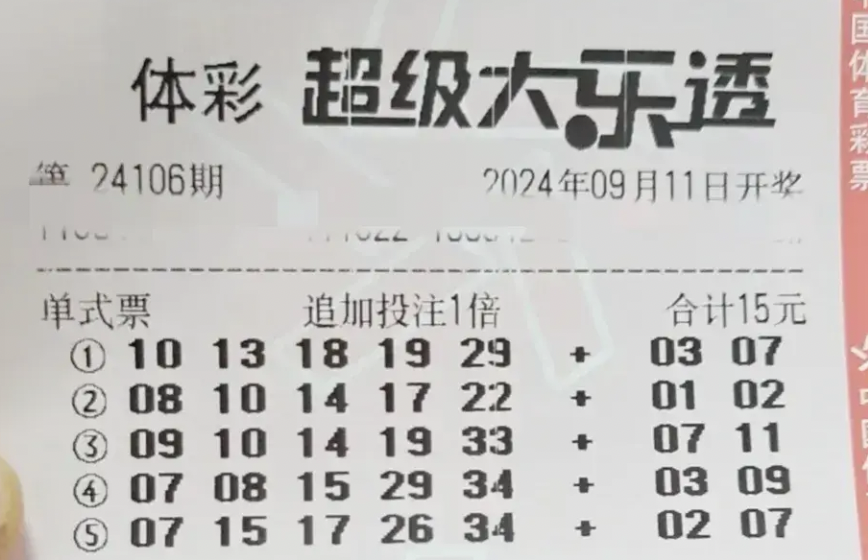 体彩 超级大乐透
第 24106期 2024年09月11日开奖
单式票 追加投注1倍 合计15元
① 10 13 18 19 29 + 03 07
② 08 10 14 17 22 + 01 02
③ 09 10 14 19 33 + 07 11
④ 07 08 15 29 34 + 03 09
⑤ 07 15 17 26 34 + 02 07
国体育彩票